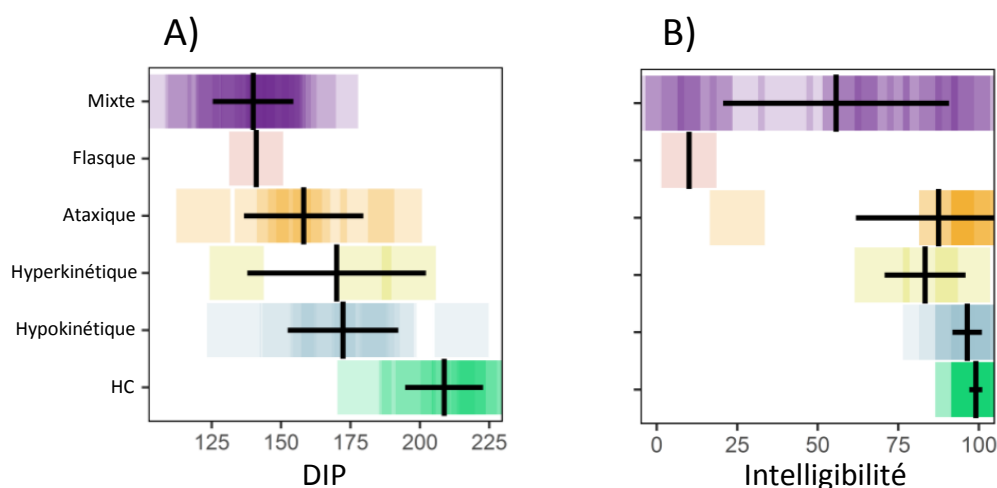 A)
B)
Mixte
Flasque
Ataxique
Hyperkinétique
Hypokinétique
HC
125 150 175 200 225
0 25 50 75 100
DIP
Intelligibilité